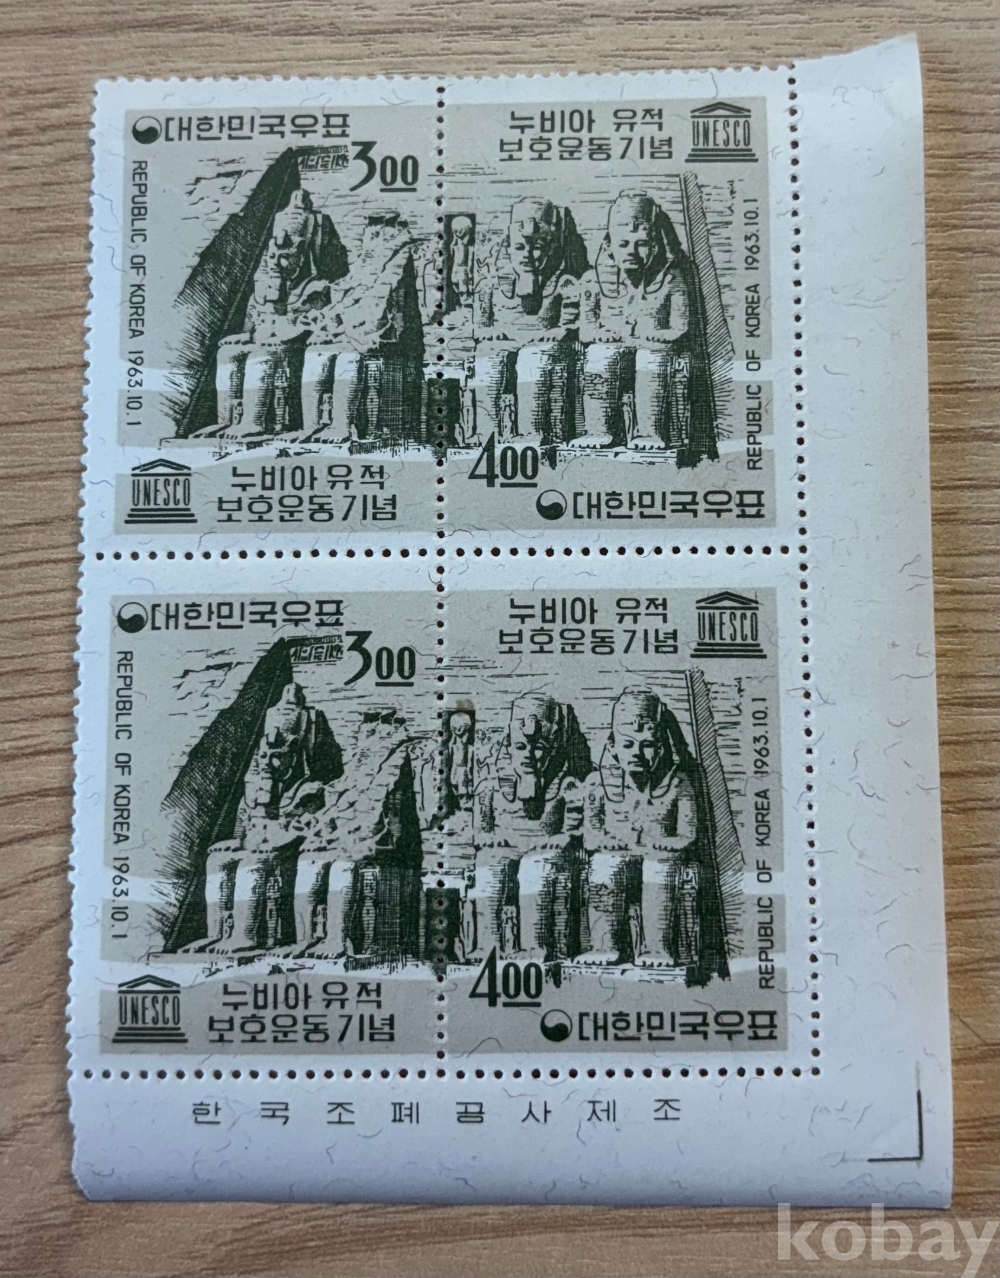 대한민국우표
3.00
REPUBLIC OF KOREA 1963.10.1
UNESCO
누비아 유적
보호운동기념
누비아 유적
보호운동기념
UNESCO
REPUBLIC OF KOREA 1963.10.1
4.00
대한민국우표
대한민국우표
3.00
REPUBLIC OF KOREA 1963.10.1
UNESCO
누비아 유적
보호운동기념
누비아 유적
보호운동기념
UNESCO
REPUBLIC OF KOREA 1963.10.1
4.00
대한민국우표
한국조폐공사제조
kobay